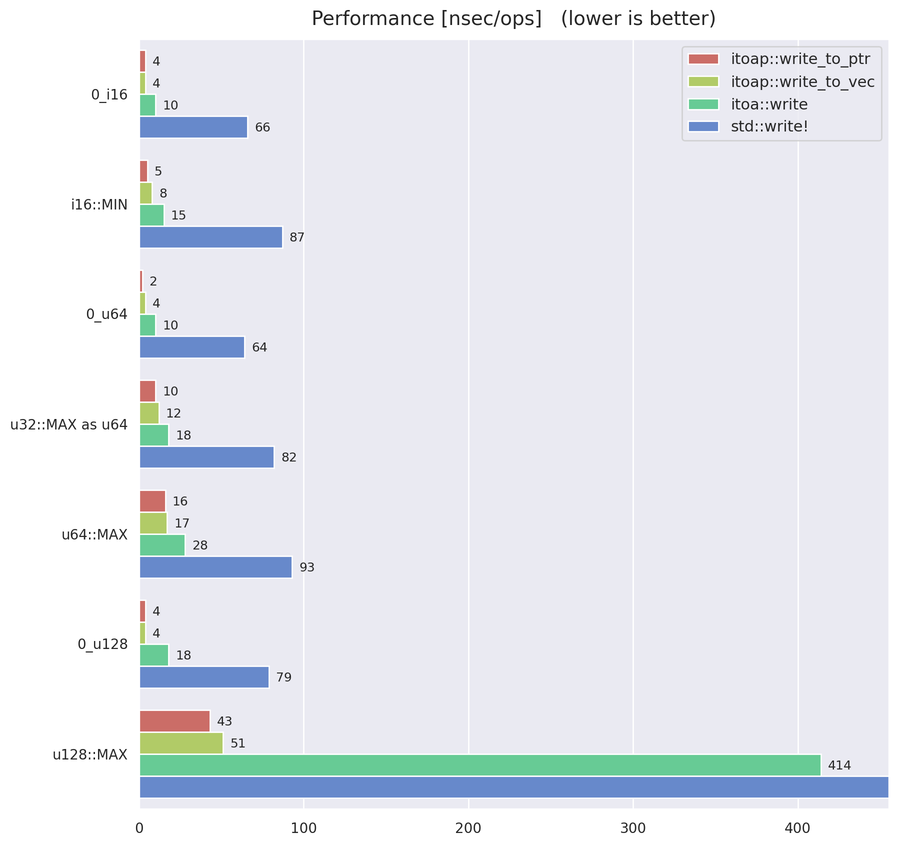 Performance [nsec/ops]   (lower is better)
itoap::write_to_ptr
itoap::write_to_vec
itoa::write
std::write!
0_i16
4
4
10
66
i16::MIN
5
8
15
87
0_u64
2
4
10
64
u32::MAX as u64
10
12
18
82
u64::MAX
16
17
28
93
0_u128
4
4
18
79
u128::MAX
43
51
414
0 100 200 300 400